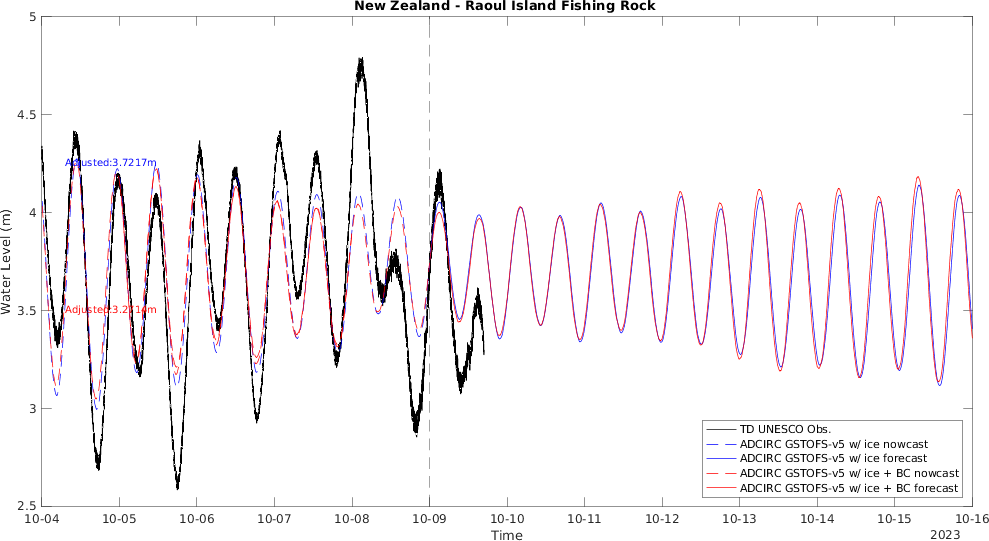 New Zealand - Raoul Island Fishing Rock
5
4.5
4
3.5
3
2.5
Water Level (m)
Adjusted:3.7217m
10-04 10-05 10-06 10-07 10-08 10-09 10-10 10-11 10-12 10-13 10-14 10-15 10-16
Time
2023
TD UNESCO Obs.
ADCIRC GSTOFS-v5 w/ ice nowcast
ADCIRC GSTOFS-v5 w/ ice forecast
ADCIRC GSTOFS-v5 w/ ice + BC nowcast
ADCIRC GSTOFS-v5 w/ ice + BC forecast